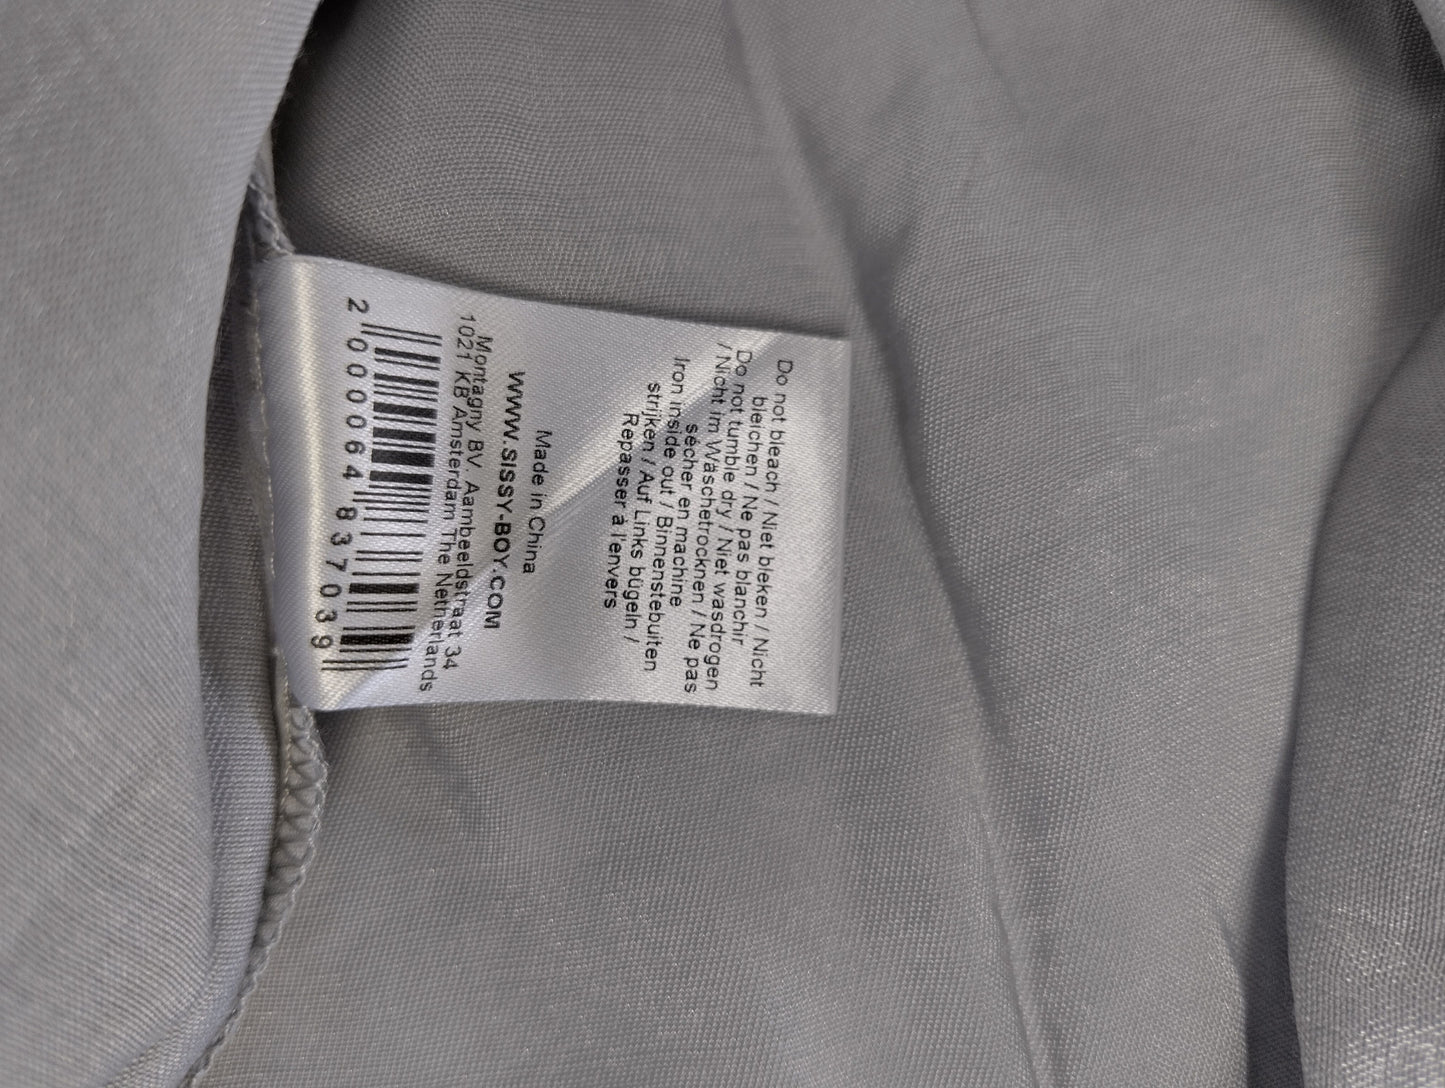 Do not bleach / Niet bleken / Nicht
bleichen / Ne pas blanchir
Do not tumble dry / Niet wasdrogen
/ Nicht im Wäschetrocknen / Ne pas
sécher en machine
Iron inside out / Binnenstebuiten
strijken / Auf Links bügeln /
Repasser à l'envers
Made in China
WWW.SISSY-BOY.COM
Montagny BV. Aambeeldstraat 34
1021 KB Amsterdam The Netherlands
2 000064 837039